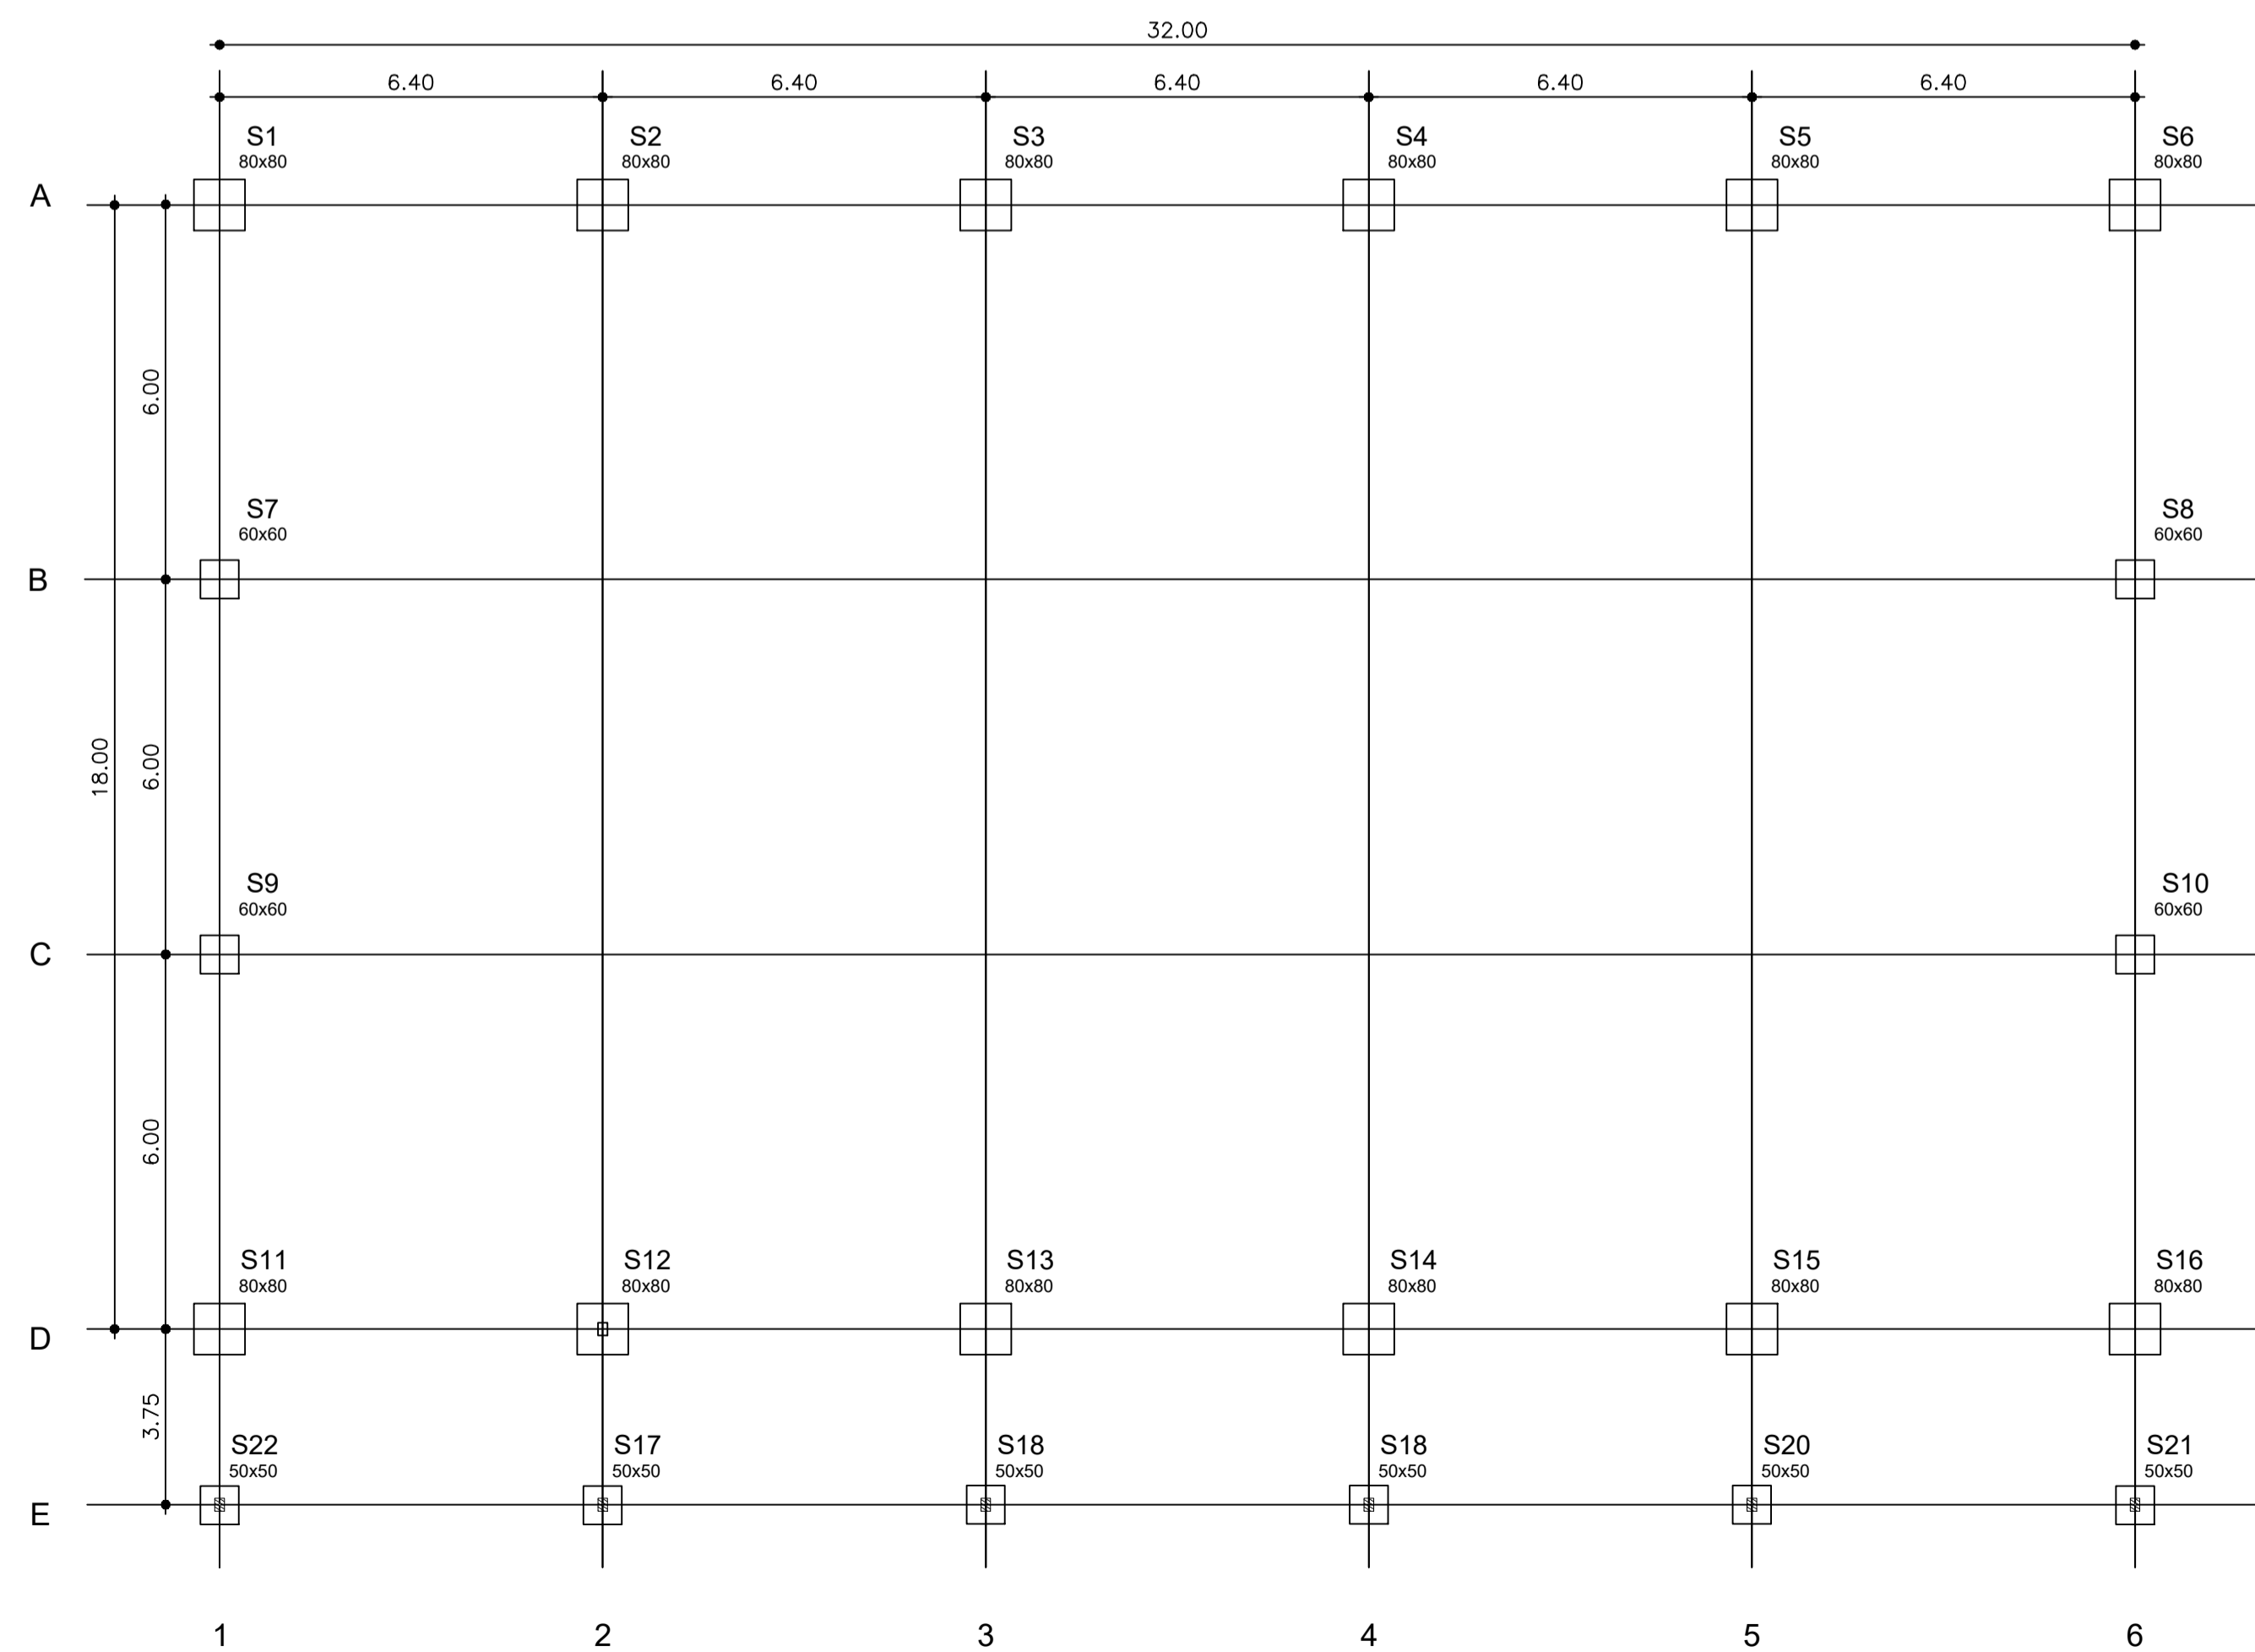 32.00
6.40 6.40 6.40 6.40 6.40
S1 S2 S3 S4 S5 S6
80x80 80x80 80x80 80x80 80x80 80x80
A
6.00
S7 S8
60x60 60x60
B
18.00 6.00
S9 S10
60x60 60x60
C
6.00
S11 S12 S13 S14 S15 S16
80x80 80x80 80x80 80x80 80x80 80x80
D
3.75
S22 S17 S18 S18 S20 S21
50x50 50x50 50x50 50x50 50x50 50x50
E
1 2 3 4 5 6